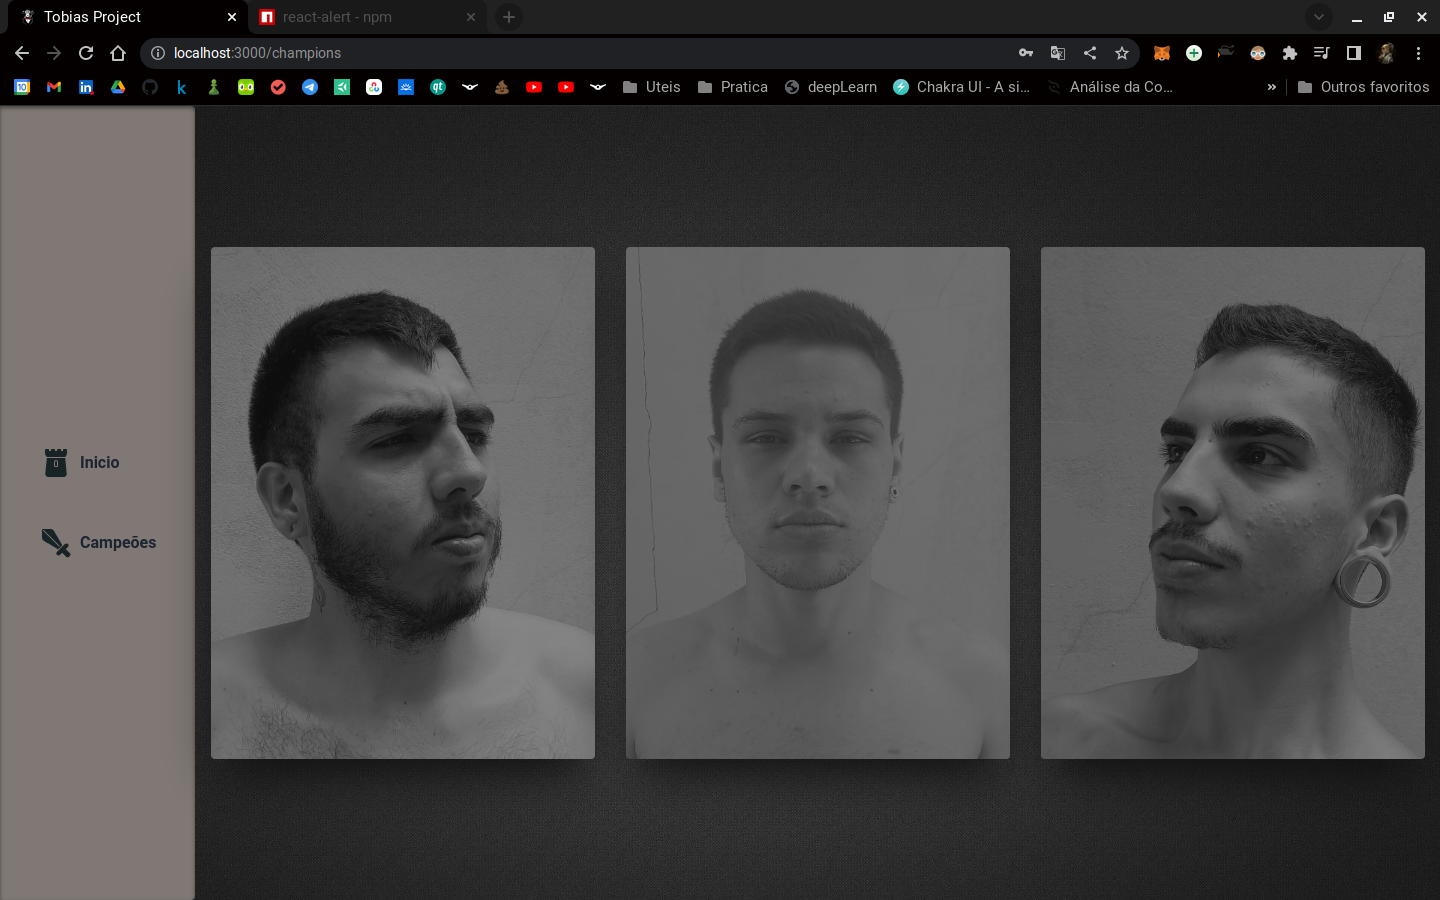 Tobias Project
react-alert - npm
localhost:3000/champions
Uteis
Pratica
deepLearn
Chakra UI - A si...
Análise da Co...
»
Outros favoritos
Inicio
Campeões